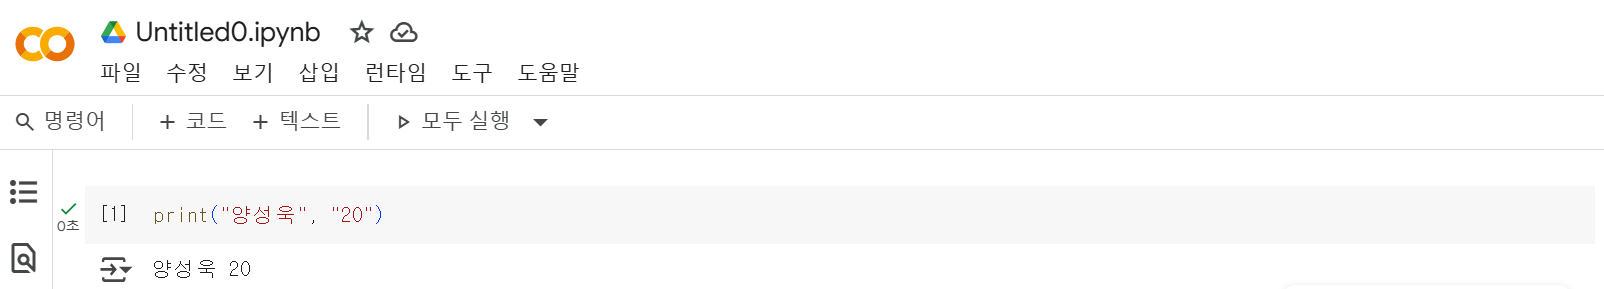 Untitled0.ipynb
파일 수정 보기 삽입 런타임 도구 도움말
명령어 + 코드 + 텍스트 모두 실행
[1] print("양성욱", "20")
0초
양성욱 20